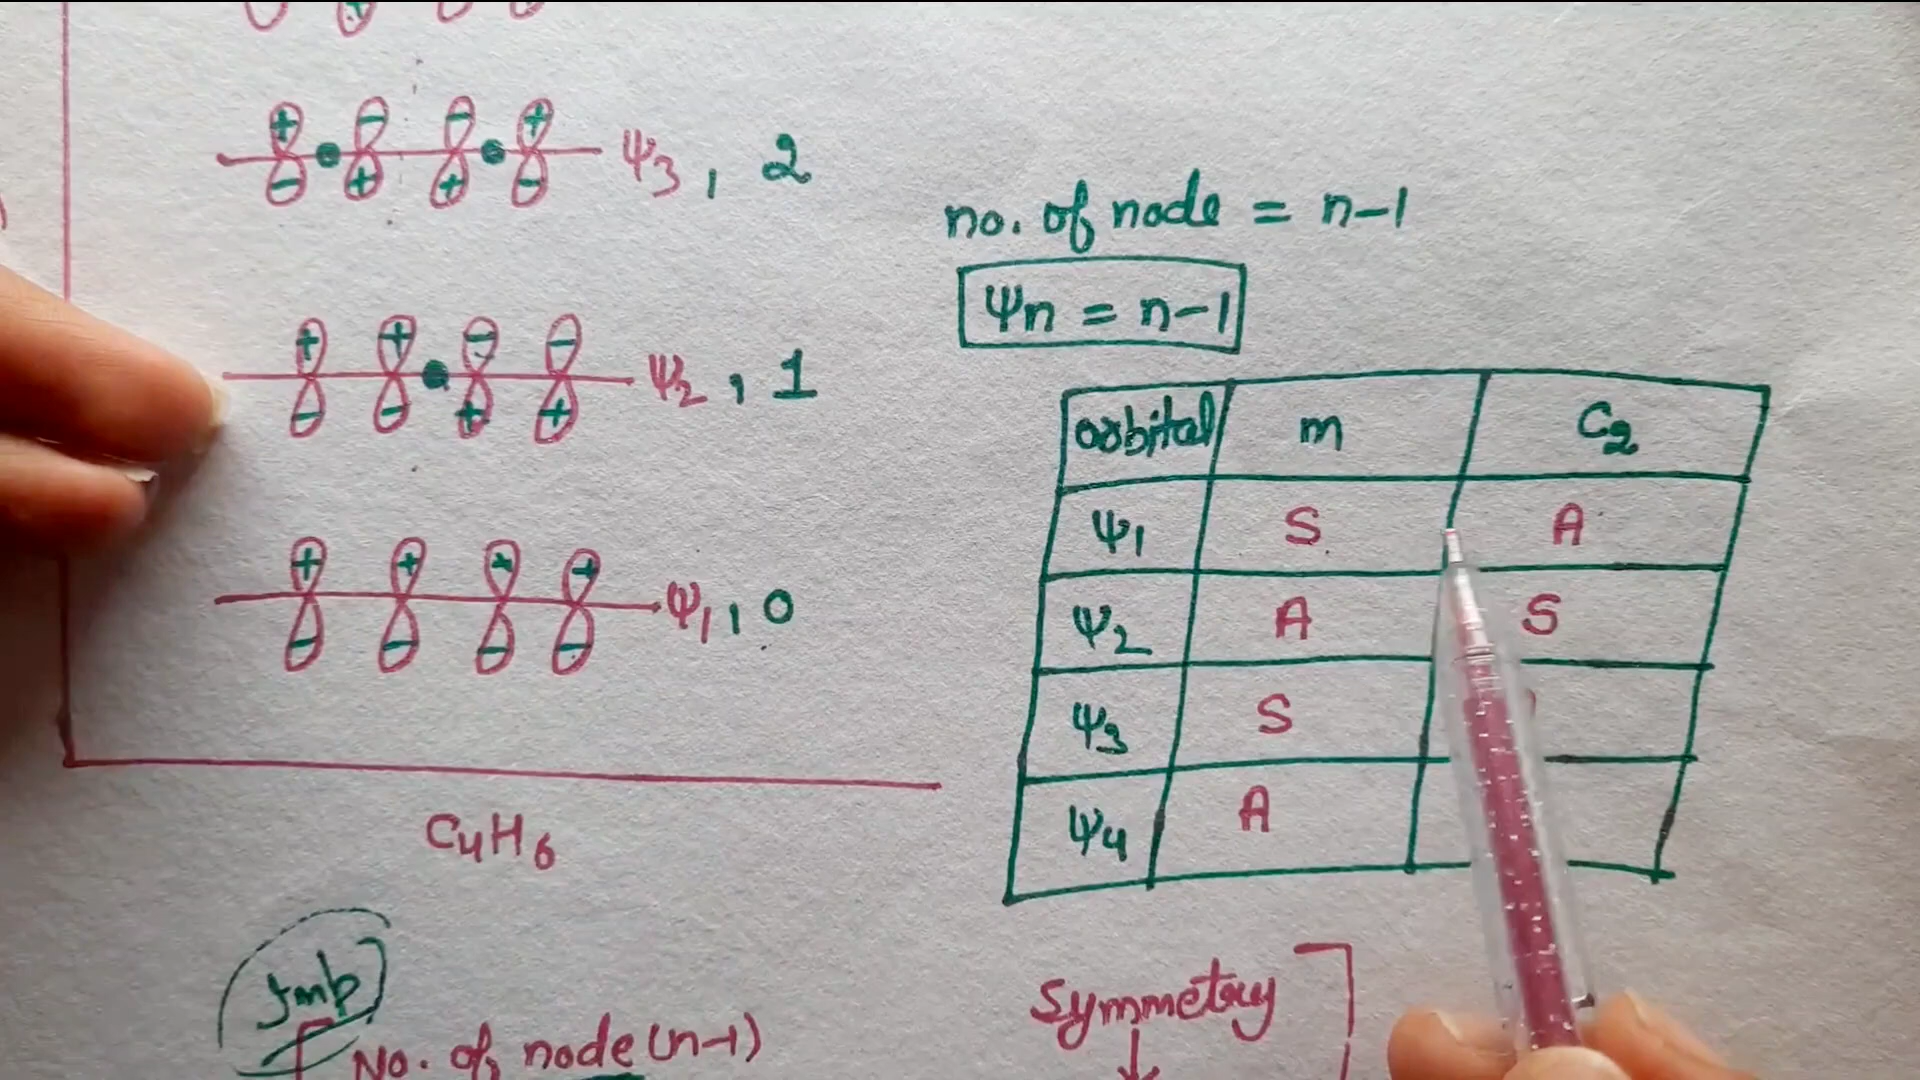 + − − +
− + + −
ψ3, 2
+ + − −
− − + +
ψ2, 1
+ + + +
− − − −
ψ1, 0
C4H6
no. of node = n-1
ψn = n-1
orbital m C2
ψ1 S A
ψ2 A S
ψ3 S
ψ4 A
Imp
No. of node (n-1)
Symmetry